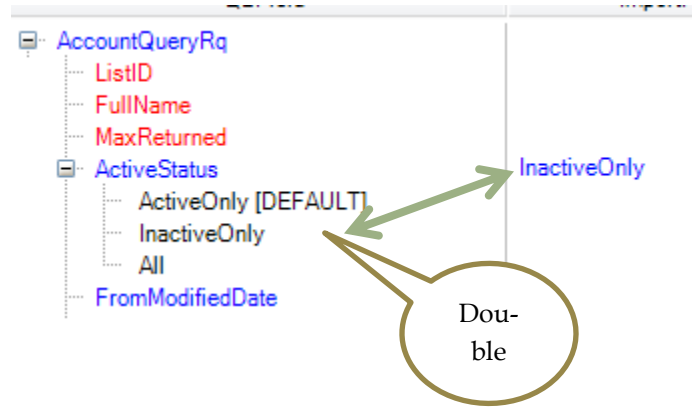 AccountQueryRq
ListID
FullName
MaxReturned
ActiveStatus
InactiveOnly
ActiveOnly [DEFAULT]
InactiveOnly
All
FromModifiedDate
Dou-
ble